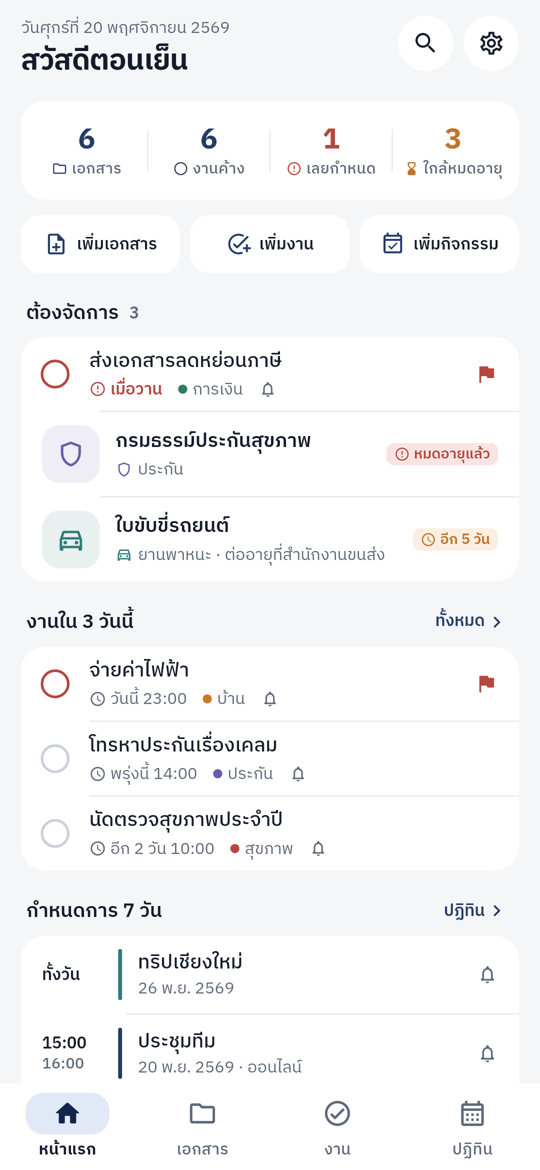 วันศุกร์ที่ 20 พฤศจิกายน 2569
สวัสดีตอนเย็น
6 6 1 3
เอกสาร งานค้าง เลยกำหนด ใกล้หมดอายุ
เพิ่มเอกสาร เพิ่มงาน เพิ่มกิจกรรม
ต้องจัดการ 3
ส่งเอกสารลดหย่อนภาษี
เมื่อวาน การเงิน
กรมธรรม์ประกันสุขภาพ
ประกัน
หมดอายุแล้ว
ใบขับขี่รถยนต์
ยานพาหนะ · ต่ออายุที่สำนักงานขนส่ง
อีก 5 วัน
งานใน 3 วันนี้ ทั้งหมด
จ่ายค่าไฟฟ้า
วันนี้ 23:00 บ้าน
โทรหาประกันเรื่องเคลม
พรุ่งนี้ 14:00 ประกัน
นัดตรวจสุขภาพประจำปี
อีก 2 วัน 10:00 สุขภาพ
กำหนดการ 7 วัน ปฏิทิน
ทั้งวัน
ทริปเชียงใหม่
26 พ.ย. 2569
15:00
16:00
ประชุมทีม
20 พ.ย. 2569 · ออนไลน์
หน้าแรก เอกสาร งาน ปฏิทิน